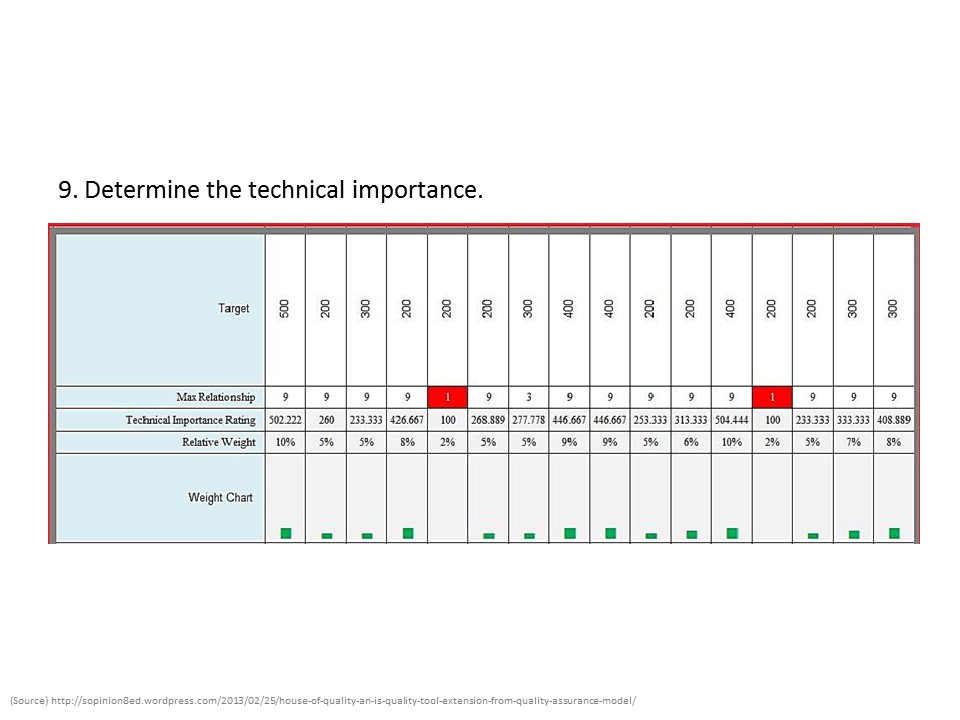 9. Determine the technical importance.
Target 500 200 300 200 200 200 300 400 400 200 200 400 200 200 300 300
Max Relationship 9 9 9 9 1 9 3 9 9 9 9 9 1 9 9 9
Technical Importance Rating 502.222 260 233.333 426.667 100 268.889 277.778 446.667 446.667 253.333 313.333 504.444 100 233.333 333.333 408.889
Relative Weight 10% 5% 5% 8% 2% 5% 5% 9% 9% 5% 6% 10% 2% 5% 7% 8%
Weight Chart
(Source) http://sopinion8ed.wordpress.com/2013/02/25/house-of-quality-an-is-quality-tool-extension-from-quality-assurance-model/